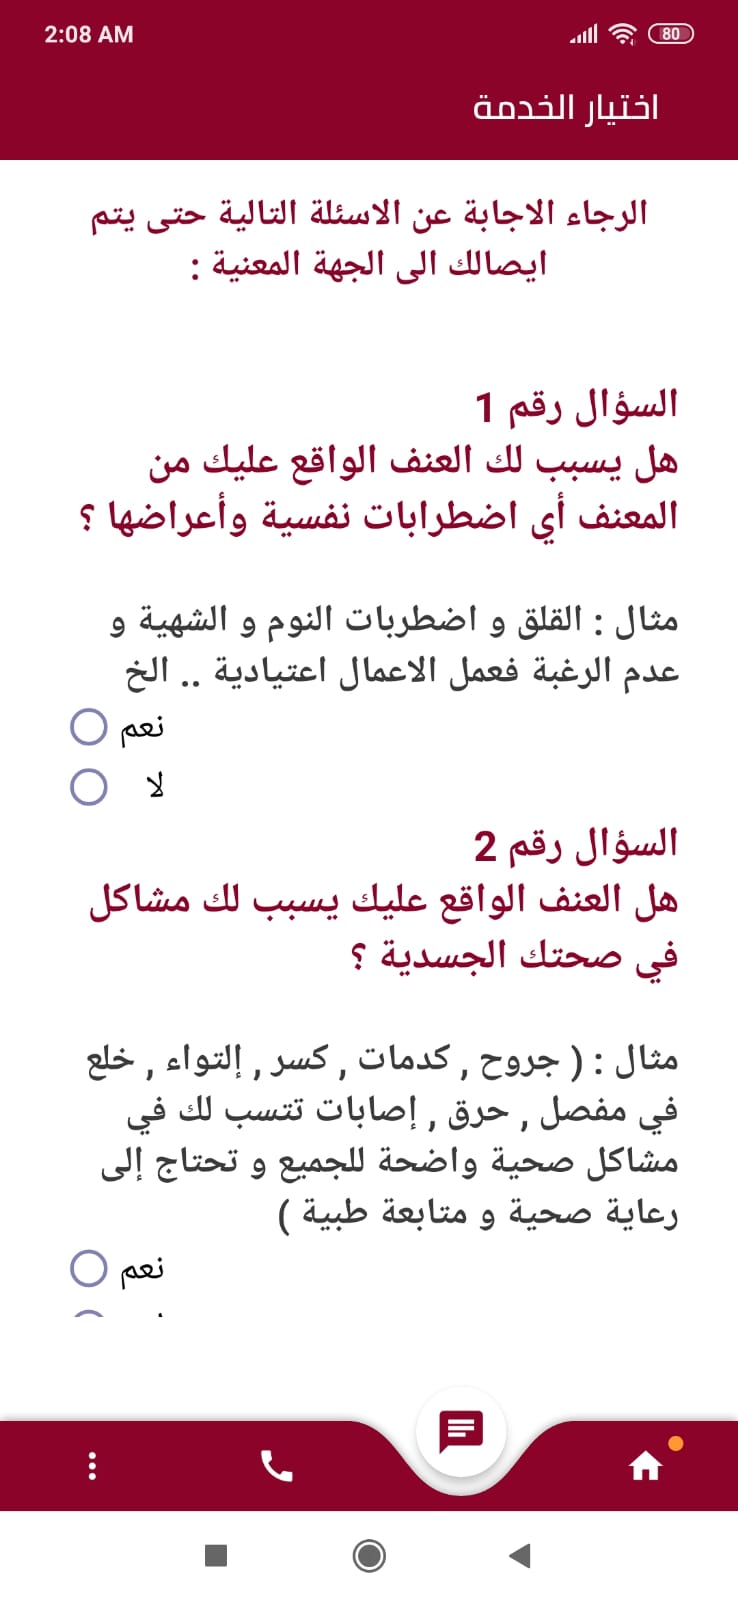 2:08 AM
80
اختيار الخدمة
الرجاء الاجابة عن الاسئلة التالية حتى يتم
ايصالك الى الجهة المعنية :
السؤال رقم 1
هل يسبب لك العنف الواقع عليك من
المعنف أي اضطرابات نفسية وأعراضها ؟
مثال : القلق و اضطربات النوم و الشهية و
عدم الرغبة فعمل الاعمال اعتيادية .. الخ
نعم
لا
السؤال رقم 2
هل العنف الواقع عليك يسبب لك مشاكل
في صحتك الجسدية ؟
مثال : ( جروح , كدمات , كسر , إلتواء , خلع
في مفصل , حرق , إصابات تتسب لك في
مشاكل صحية واضحة للجميع و تحتاج إلى
رعاية صحية و متابعة طبية )
نعم